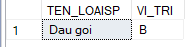 TEN_LOAISP VI_TRI
1 Dau goi B